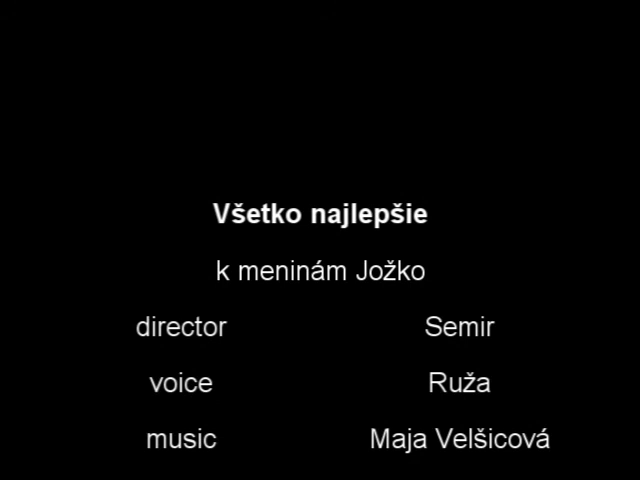 Všetko najlepšie
k meninám Jožko
director Semir
voice Ruža
music Maja Velšicová